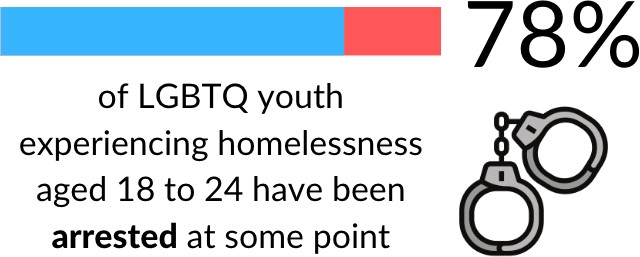 78%
of LGBTQ youth
experiencing homelessness
aged 18 to 24 have been
arrested at some point